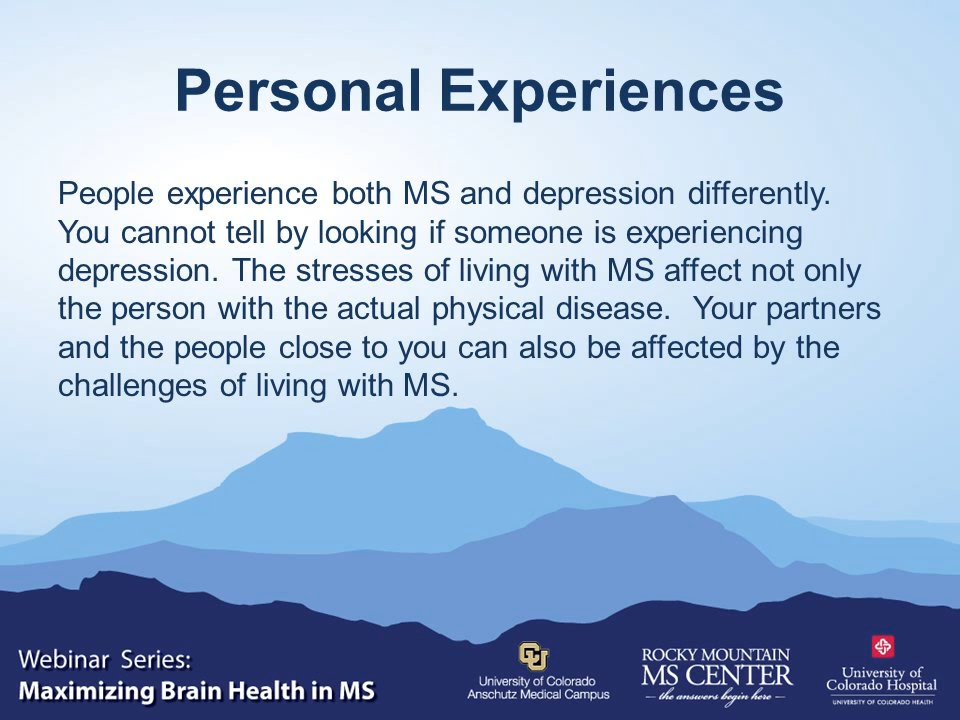 Personal Experiences
People experience both MS and depression differently.
You cannot tell by looking if someone is experiencing
depression. The stresses of living with MS affect not only
the person with the actual physical disease.  Your partners
and the people close to you can also be affected by the
challenges of living with MS.
Webinar Series:
Maximizing Brain Health in MS
CU
University of Colorado
Anschutz Medical Campus
ROCKY MOUNTAIN
MS CENTER
the answers begin here
University of
Colorado Hospital
UNIVERSITY OF COLORADO HEALTH